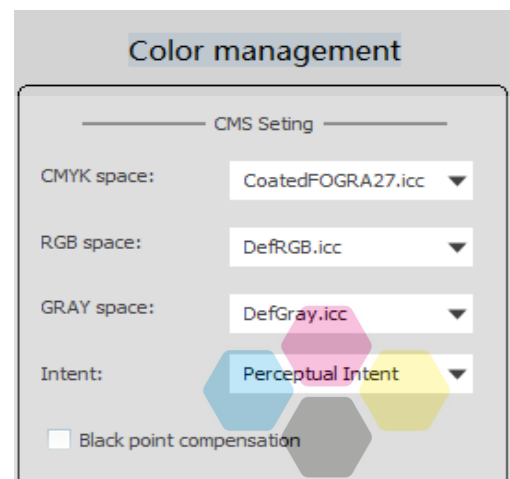 Color management
CMS Seting
CMYK space: CoatedFOGRA27.icc
RGB space: DefRGB.icc
GRAY space: DefGray.icc
Intent: Perceptual Intent
Black point compensation